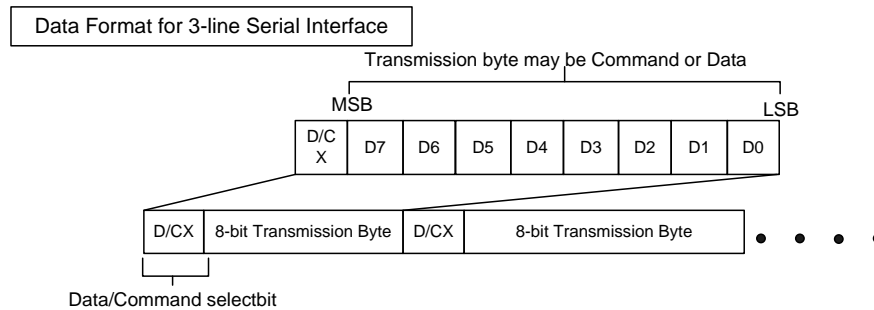 Data Format for 3-line Serial Interface
Transmission byte may be Command or Data
MSB
LSB
D/C
X
D7
D6
D5
D4
D3
D2
D1
D0
D/CX
8-bit Transmission Byte
D/CX
8-bit Transmission Byte
Data/Command selectbit